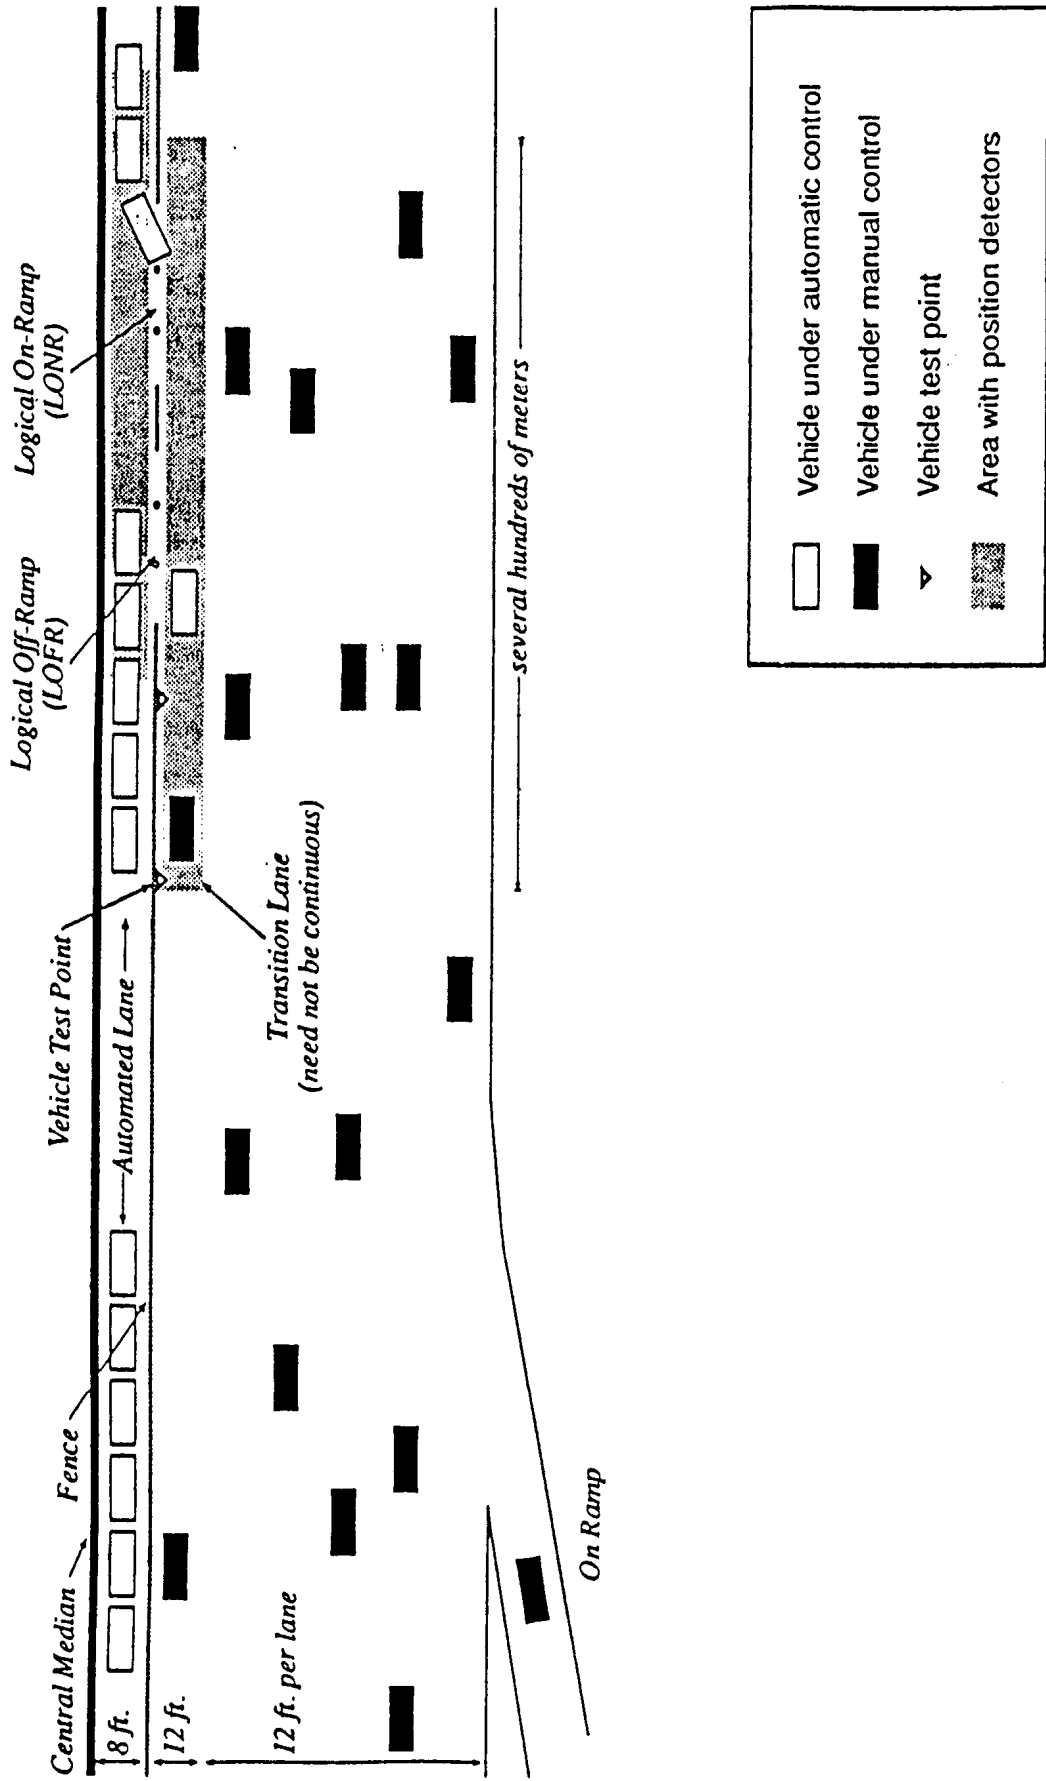 Central Median
Fence
Vehicle Test Point
Logical Off-Ramp
(LOFR)
Logical On-Ramp
(LONR)
8 ft.
Automated Lane
12 ft.
12 ft. per lane
Transition Lane
(need not be continuous)
several hundreds of meters
On Ramp
Vehicle under automatic control
Vehicle under manual control
Vehicle test point
Area with position detectors